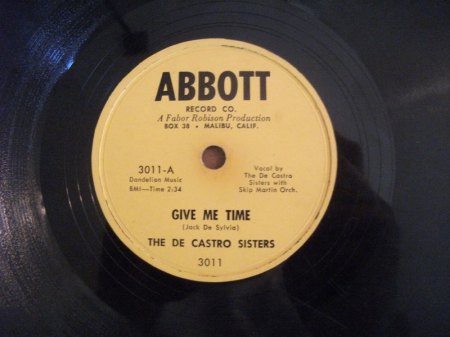 ABBOTT
RECORD CO.
A Fabor Robison Production
BOX 38 • MALIBU, CALIF.
3011-A
Dandelion Music
BMI—Time 2:34
Vocal by
The De Castro
Sisters with
Skip Martin Orch.
GIVE ME TIME
(Jack De Sylvia)
THE DE CASTRO SISTERS
3011